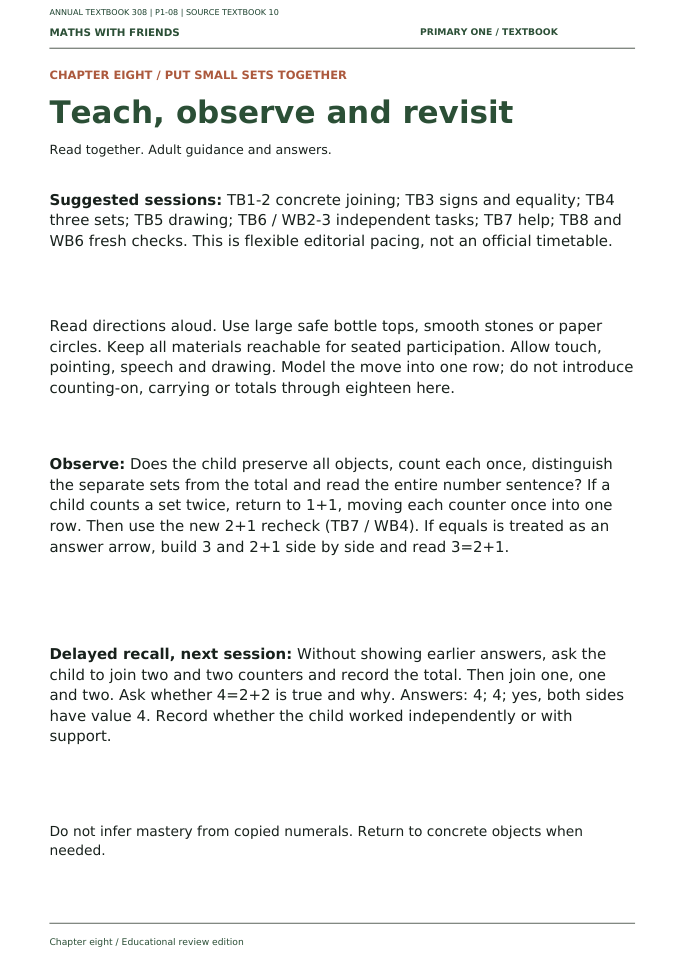 ANNUAL TEXTBOOK 308 | P1-08 | SOURCE TEXTBOOK 10
MATHS WITH FRIENDS
PRIMARY ONE / TEXTBOOK
CHAPTER EIGHT / PUT SMALL SETS TOGETHER
Teach, observe and revisit
Read together. Adult guidance and answers.
Suggested sessions: TB1-2 concrete joining; TB3 signs and equality; TB4
three sets; TB5 drawing; TB6 / WB2-3 independent tasks; TB7 help; TB8 and
WB6 fresh checks. This is flexible editorial pacing, not an official timetable.
Read directions aloud. Use large safe bottle tops, smooth stones or paper
circles. Keep all materials reachable for seated participation. Allow touch,
pointing, speech and drawing. Model the move into one row; do not introduce
counting-on, carrying or totals through eighteen here.
Observe: Does the child preserve all objects, count each once, distinguish
the separate sets from the total and read the entire number sentence? If a
child counts a set twice, return to 1+1, moving each counter once into one
row. Then use the new 2+1 recheck (TB7 / WB4). If equals is treated as an
answer arrow, build 3 and 2+1 side by side and read 3=2+1.
Delayed recall, next session: Without showing earlier answers, ask the
child to join two and two counters and record the total. Then join one, one
and two. Ask whether 4=2+2 is true and why. Answers: 4; 4; yes, both sides
have value 4. Record whether the child worked independently or with
support.
Do not infer mastery from copied numerals. Return to concrete objects when
needed.
Chapter eight / Educational review edition